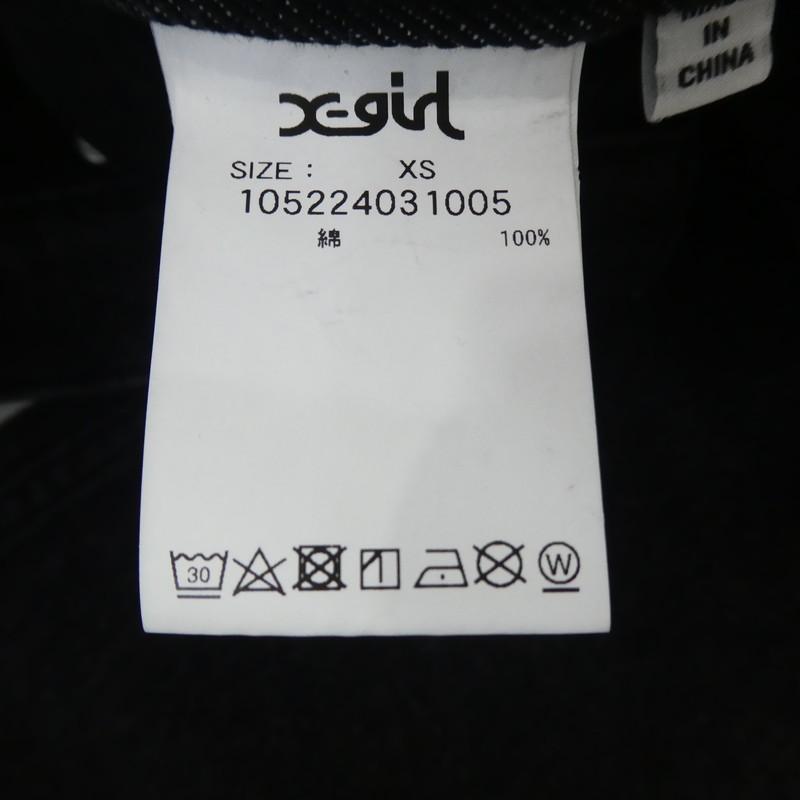 x-girl
SIZE : XS
105224031005
綿 100%
30
W
MADE
IN
CHINA